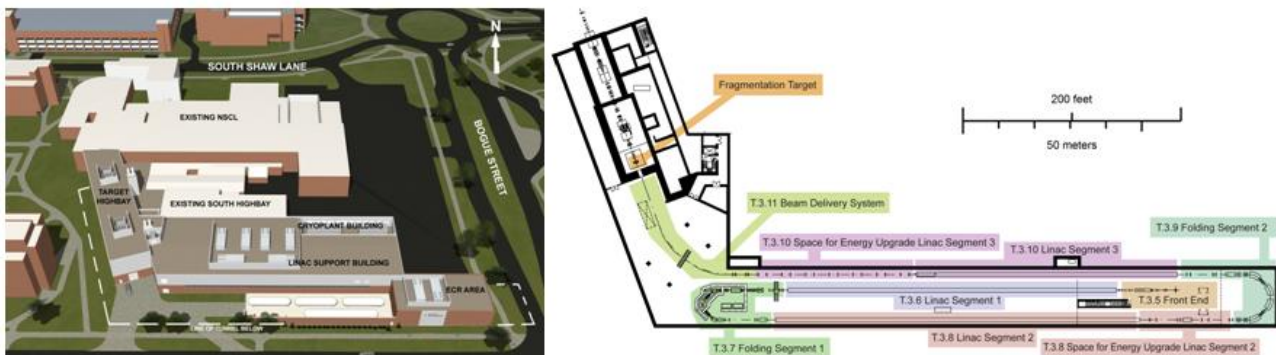 N
SOUTH SHAW LANE
EXISTING NSCL
BOGUE STREET
TARGET
HIGHBAY
EXISTING SOUTH HIGHBAY
CRYOPLANT BUILDING
LINAC SUPPORT BUILDING
ECR AREA
LINE OF TUNNEL BELOW
Fragmentation Target
200 feet
50 meters
T.3.11 Beam Delivery System
T.3.9 Folding Segment 2
T.3.10 Space for Energy Upgrade Linac Segment 3
T.3.10 Linac Segment 3
T.3.6 Linac Segment 1
T.3.5 Front End
T.3.8 Linac Segment 2
T.3.7 Folding Segment 1
T.3.8 Space for Energy Upgrade Linac Segment 2